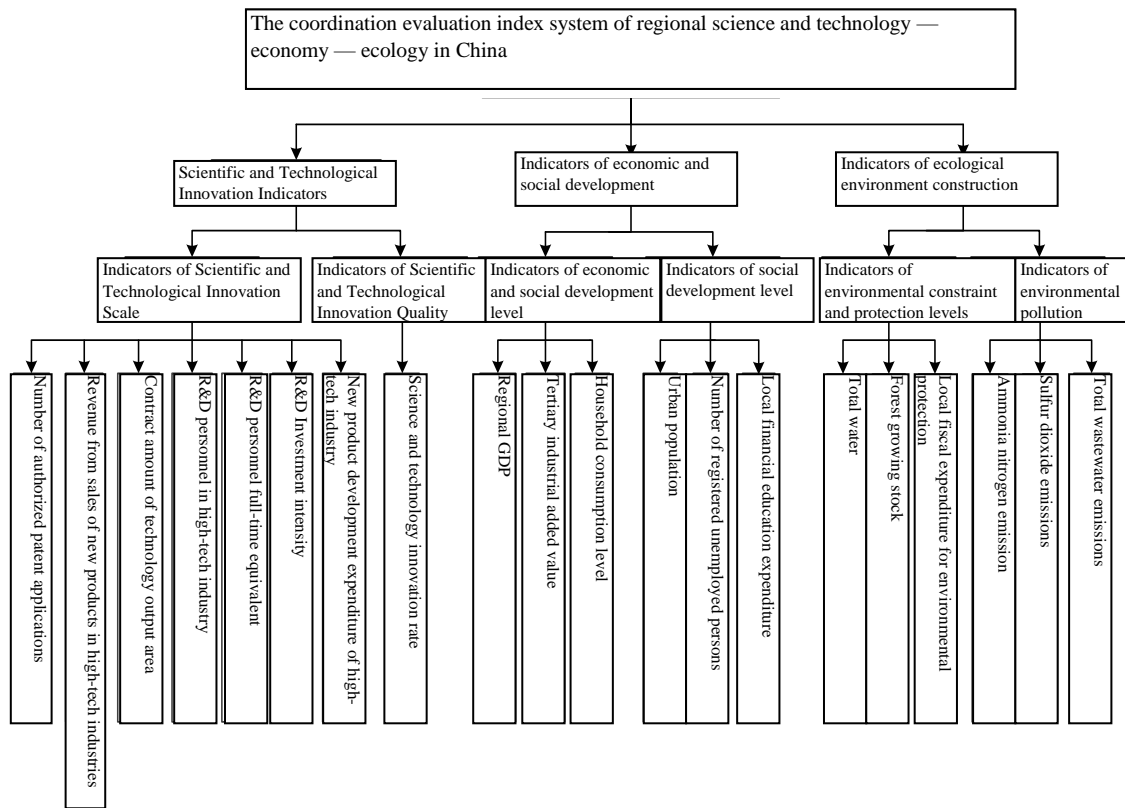 The coordination evaluation index system of regional science and technology —
economy — ecology in China
Scientific and Technological
Innovation Indicators
Indicators of economic and
social development
Indicators of ecological
environment construction
Indicators of Scientific and
Technological Innovation
Scale
Indicators of Scientific
and Technological
Innovation Quality
Indicators of economic
and social development
level
Indicators of social
development level
Indicators of
environmental constraint
and protection levels
Indicators of
environmental
pollution
Number of authorized patent applications
Revenue from sales of new products in high-tech industries
Contract amount of technology output area
R&D personnel in high-tech industry
R&D personnel full-time equivalent
R&D Investment intensity
New product development expenditure of high-
tech industry
Science and technology innovation rate
Regional GDP
Tertiary industrial added value
Household consumption level
Urban population
Number of registered unemployed persons
Local financial education expenditure
Total water
Forest growing stock
Local fiscal expenditure for environmental
protection
Ammonia nitrogen emission
Sulfur dioxide emissions
Total wastewater emissions